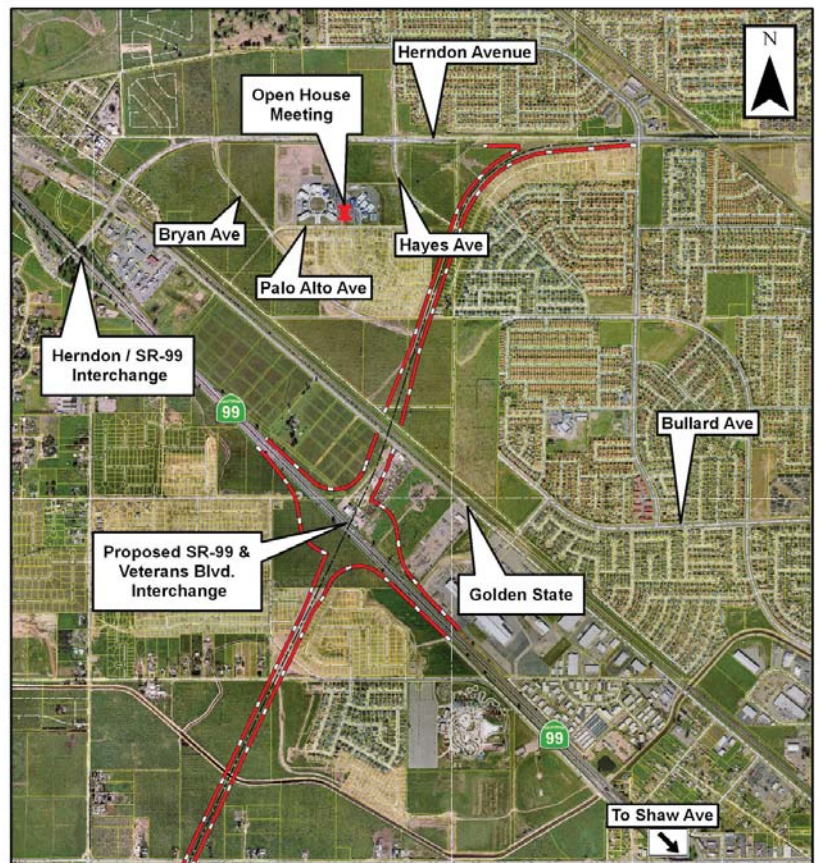 Herndon Avenue
N
Open House
Meeting
Bryan Ave
Hayes Ave
Palo Alto Ave
Herndon / SR-99
Interchange
99
Bullard Ave
Proposed SR-99 &
Veterans Blvd.
Interchange
Golden State
99
To Shaw Ave